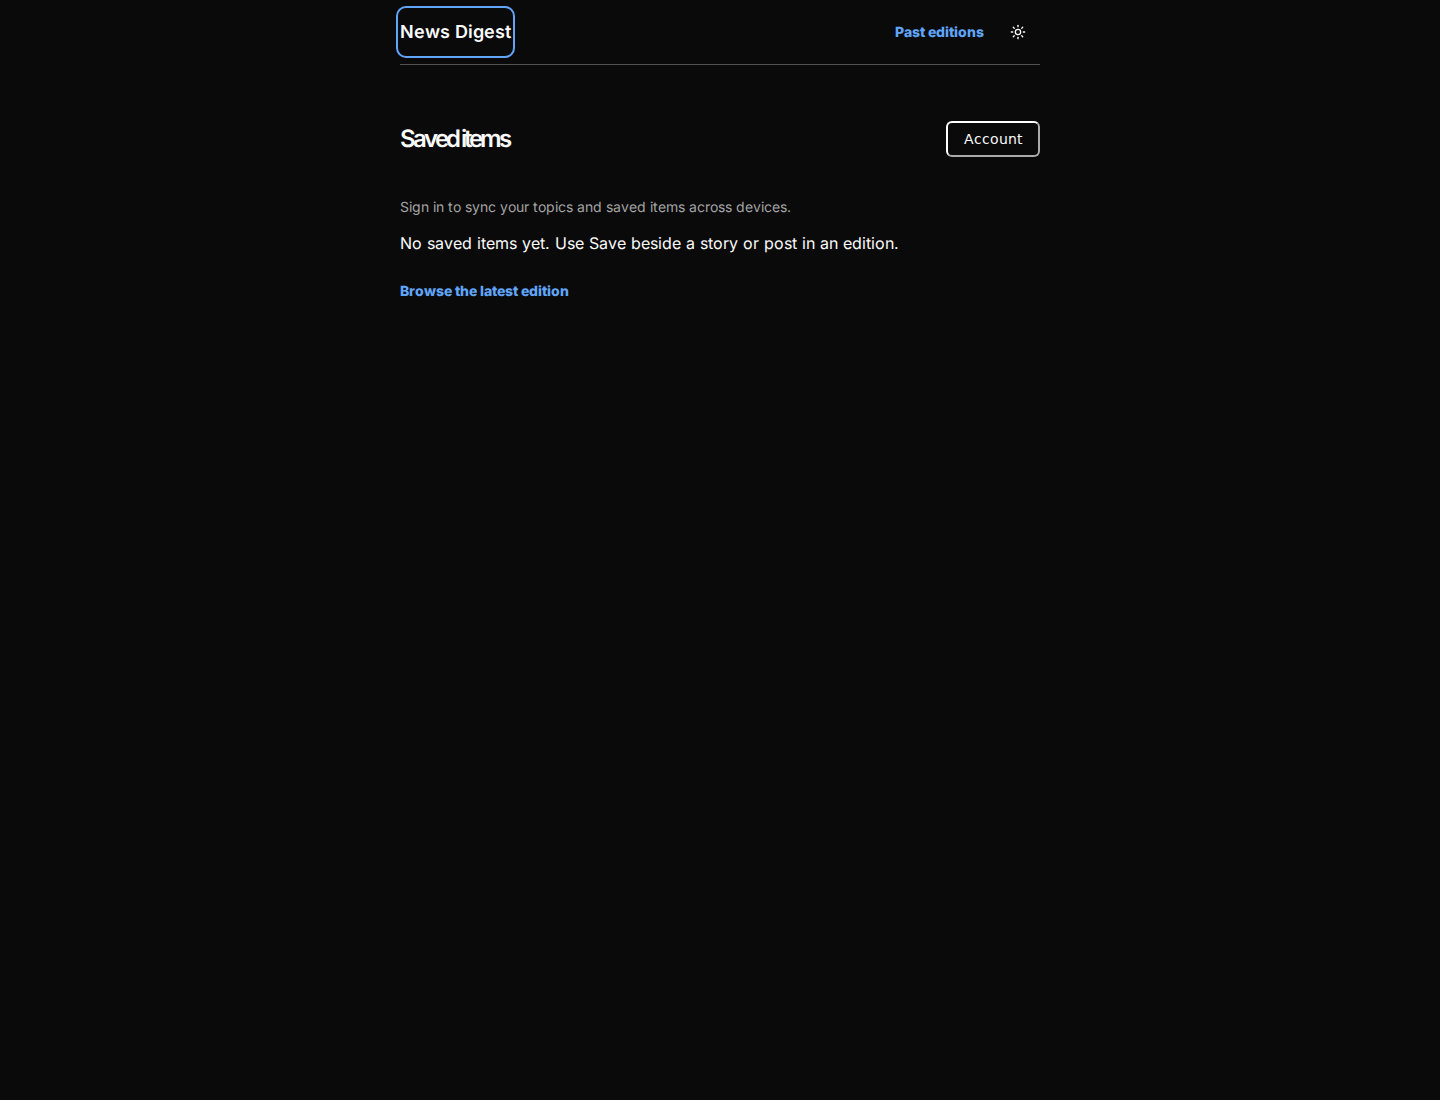 News Digest
Past editions
Saved items
Account
Sign in to sync your topics and saved items across devices.
No saved items yet. Use Save beside a story or post in an edition.
Browse the latest edition